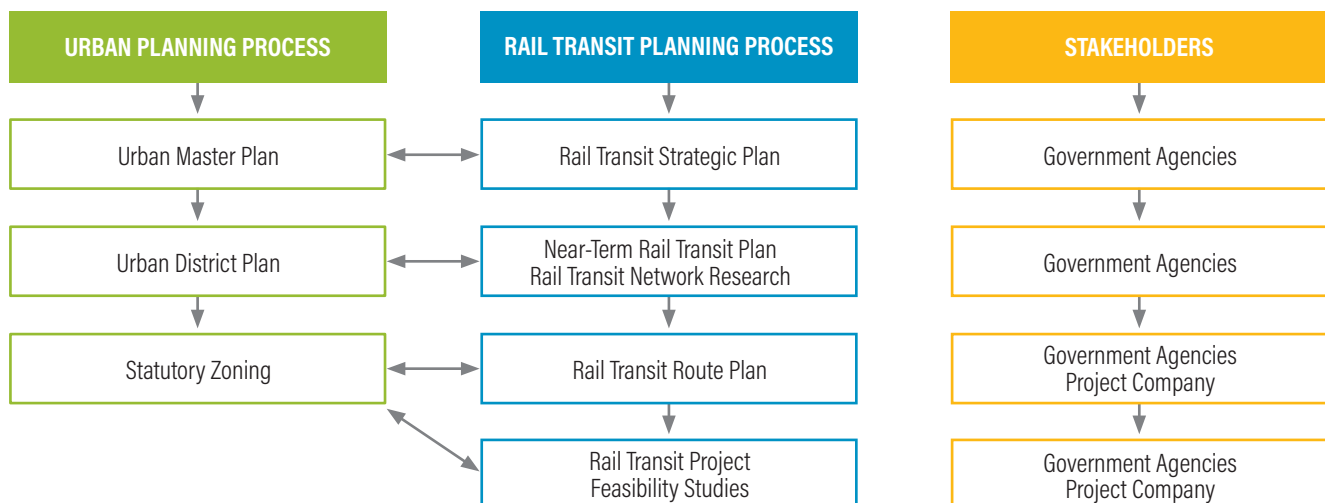 URBAN PLANNING PROCESS
RAIL TRANSIT PLANNING PROCESS
STAKEHOLDERS
Urban Master Plan
Rail Transit Strategic Plan
Government Agencies
Urban District Plan
Near-Term Rail Transit Plan
Rail Transit Network Research
Government Agencies
Statutory Zoning
Rail Transit Route Plan
Government Agencies
Project Company
Rail Transit Project
Feasibility Studies
Government Agencies
Project Company